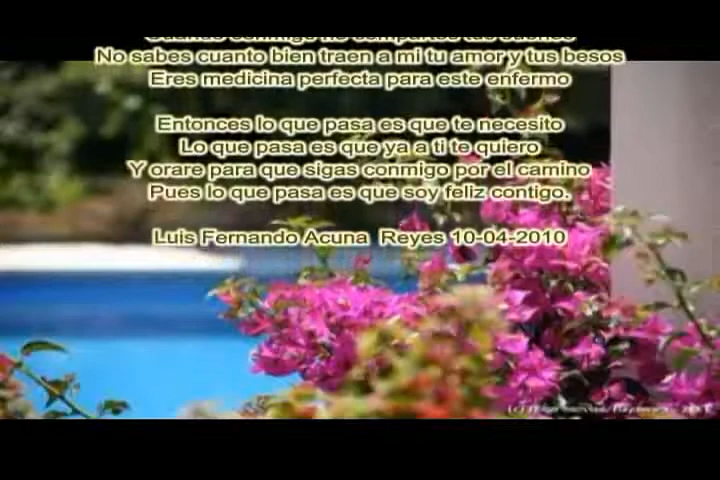 No sabes cuanto bien traen a mi tu amor y tus besos
Eres medicina perfecta para este enfermo
Entonces lo que pasa es que te necesito
Lo que pasa es que ya a ti te quiero
Y orare para que sigas conmigo por el camino
Pues lo que pasa es que soy feliz contigo.
Luis Fernando Acuna Reyes 10-04-2010